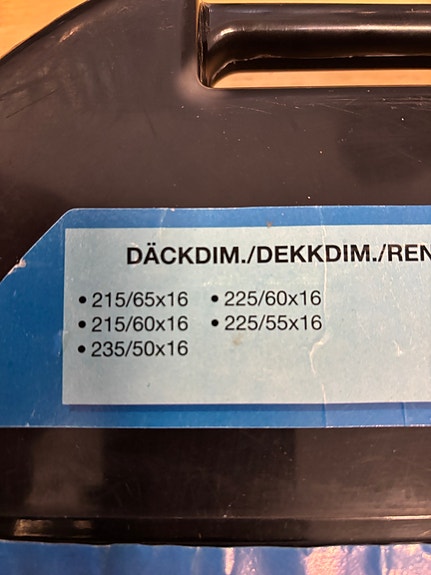 DÄCKDIM./DEKKDIM./REN
• 215/65x16 • 225/60x16
• 215/60x16 • 225/55x16
• 235/50x16